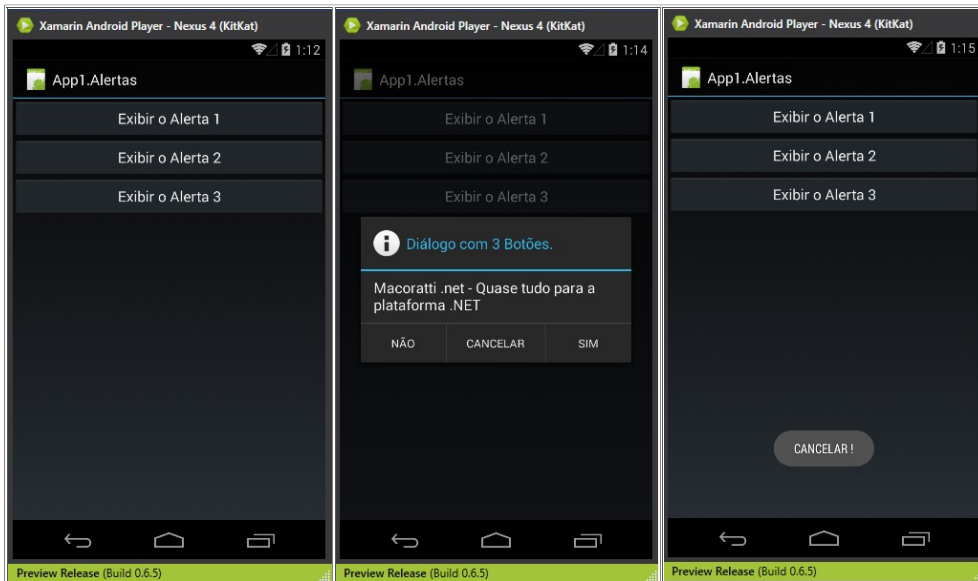 Xamarin Android Player - Nexus 4 (KitKat)
1:12
App1.Alertas
Exibir o Alerta 1
Exibir o Alerta 2
Exibir o Alerta 3
Preview Release (Build 0.6.5)
Xamarin Android Player - Nexus 4 (KitKat)
1:14
App1.Alertas
Exibir o Alerta 1
Exibir o Alerta 2
Exibir o Alerta 3
Diálogo com 3 Botões.
Macoratti .net - Quase tudo para a
plataforma .NET
NÃO CANCELAR SIM
Preview Release (Build 0.6.5)
Xamarin Android Player - Nexus 4 (KitKat)
1:15
App1.Alertas
Exibir o Alerta 1
Exibir o Alerta 2
Exibir o Alerta 3
CANCELAR !
Preview Release (Build 0.6.5)